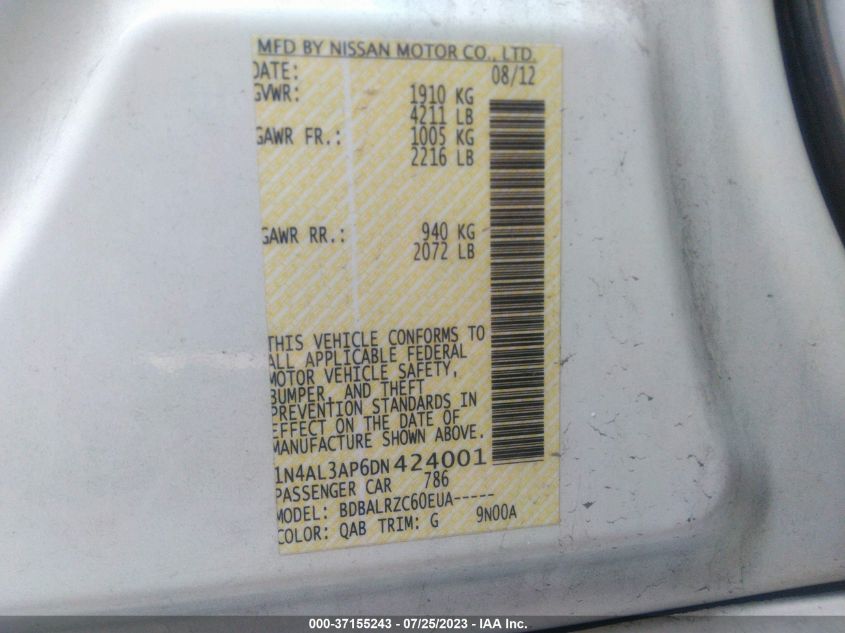 MFD BY NISSAN MOTOR CO., LTD.
DATE: 08/12
GVWR: 1910 KG
4211 LB
GAWR FR.: 1005 KG
2216 LB
GAWR RR.: 940 KG
2072 LB
THIS VEHICLE CONFORMS TO
ALL APPLICABLE FEDERAL
MOTOR VEHICLE SAFETY,
BUMPER, AND THEFT
PREVENTION STANDARDS IN
EFFECT ON THE DATE OF
MANUFACTURE SHOWN ABOVE.
1N4AL3AP6DN424001
PASSENGER CAR 786
MODEL: BDBALRZC60EUA-----
COLOR: QAB TRIM: G 9N00A
000-37155243 - 07/25/2023 - IAA Inc.